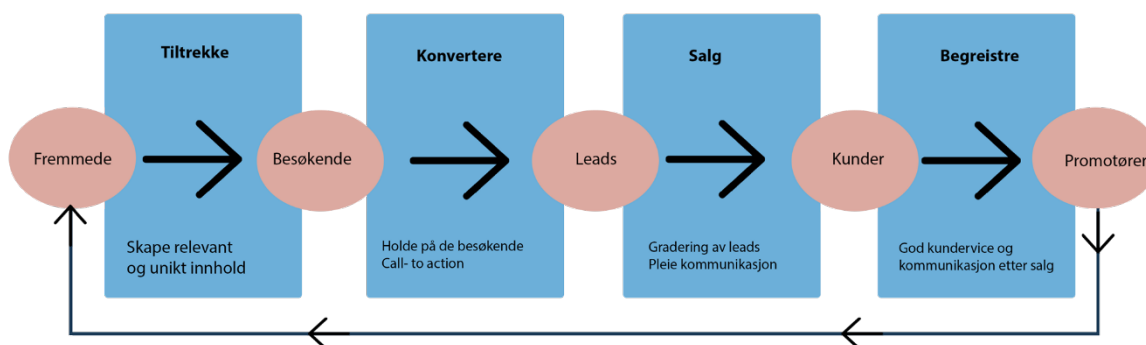 Tiltrekke
Konvertere
Salg
Begreistre
Fremmede
Besøkende
Leads
Kunder
Promotører
Skape relevant
og unikt innhold
Holde på de besøkende
Call- to action
Gradering av leads
Pleie kommunikasjon
God kundervice og
kommunikasjon etter salg